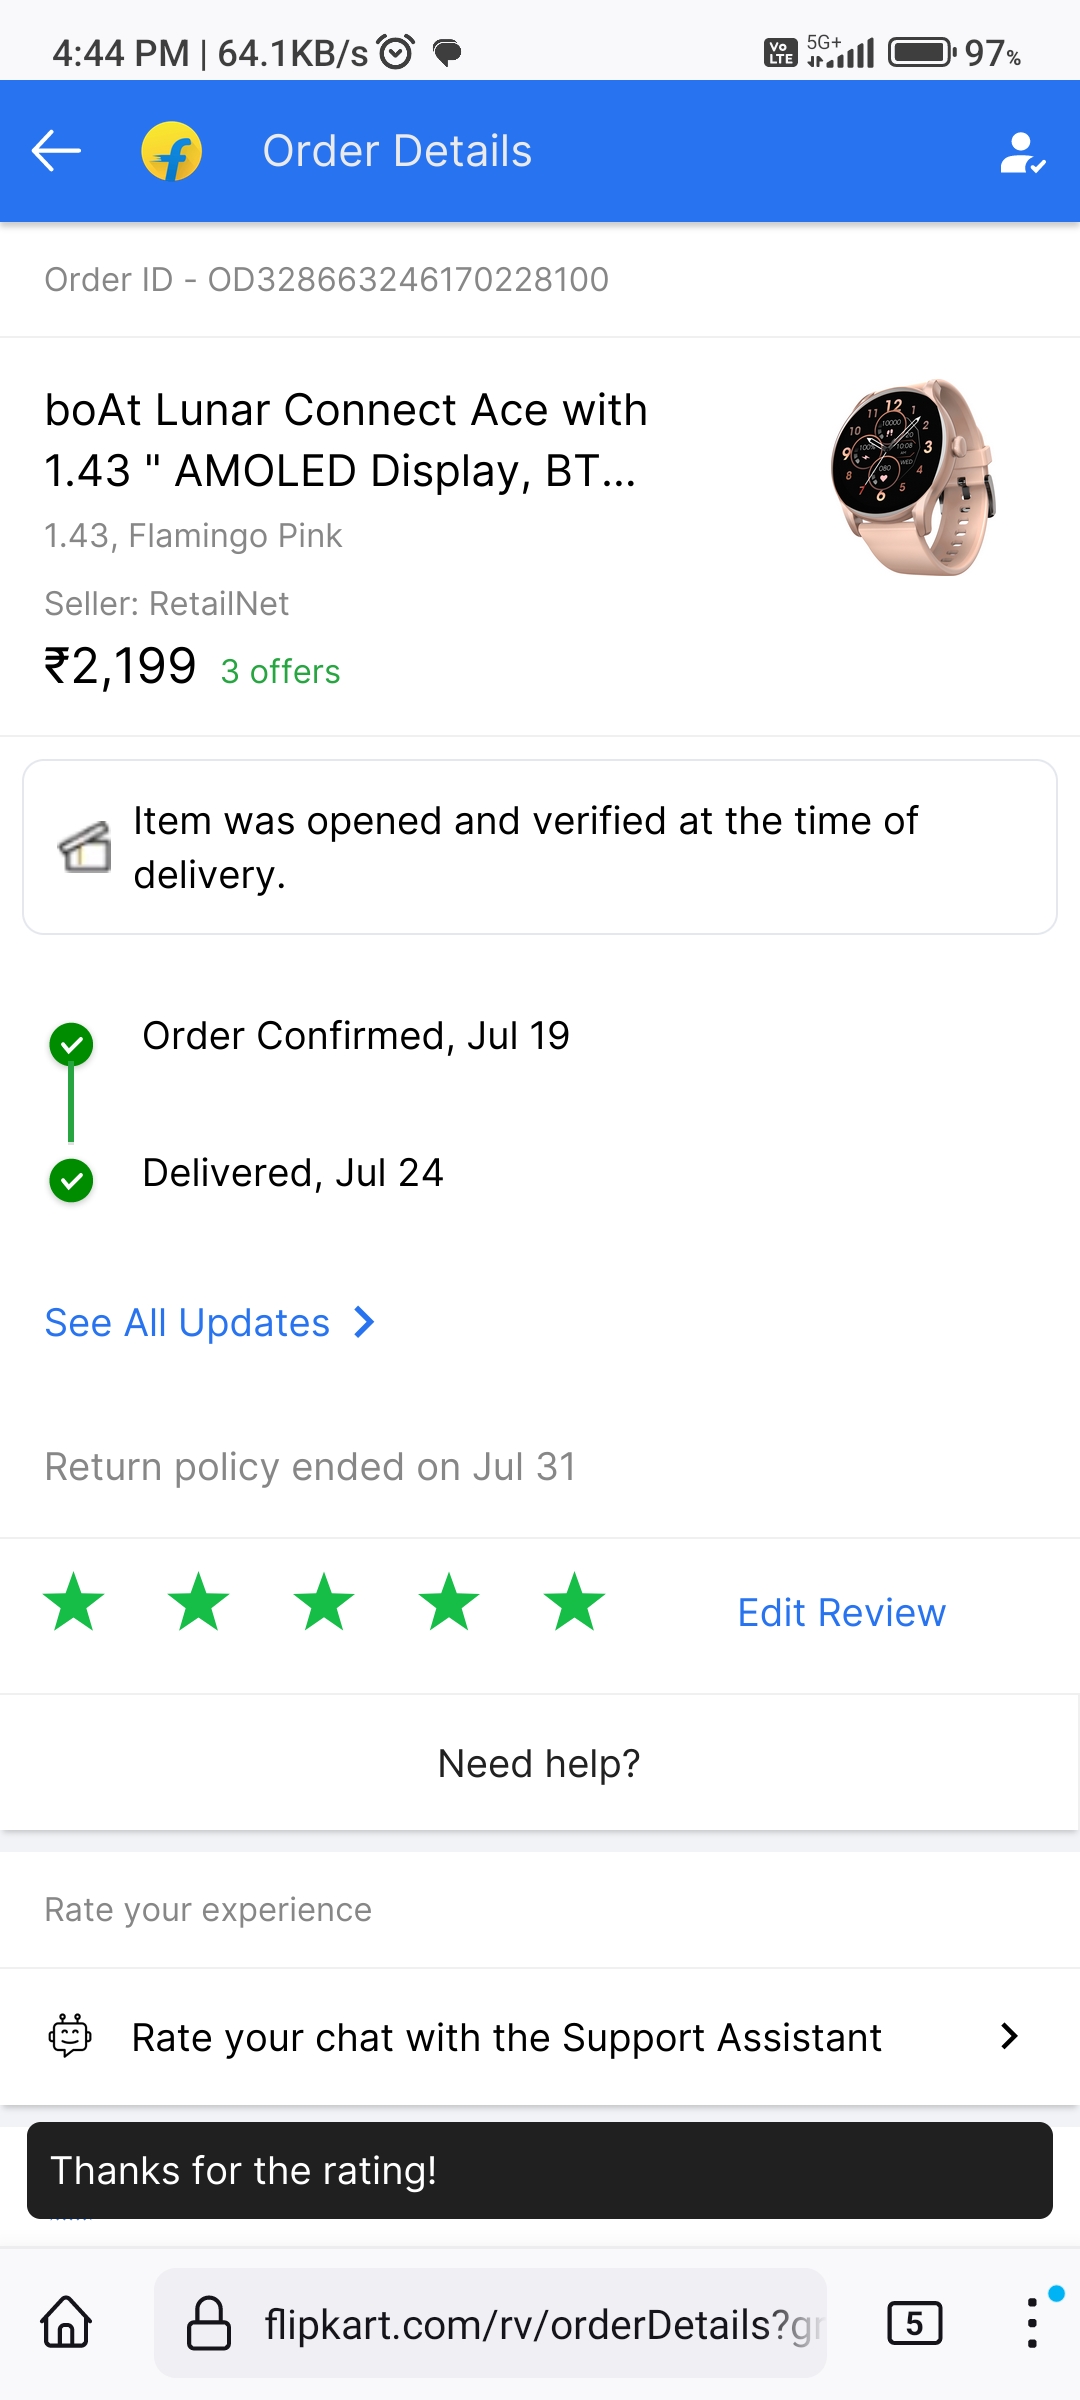 4:44 PM | 64.1KB/s
Vo LTE 5G+ 97%
Order Details
Order ID - OD328663246170228100
boAt Lunar Connect Ace with
1.43 " AMOLED Display, BT...
1.43, Flamingo Pink
Seller: RetailNet
₹2,199 3 offers
Item was opened and verified at the time of
delivery.
Order Confirmed, Jul 19
Delivered, Jul 24
See All Updates
Return policy ended on Jul 31
Edit Review
Need help?
Rate your experience
Rate your chat with the Support Assistant
Thanks for the rating!
flipkart.com/rv/orderDetails?gr
5